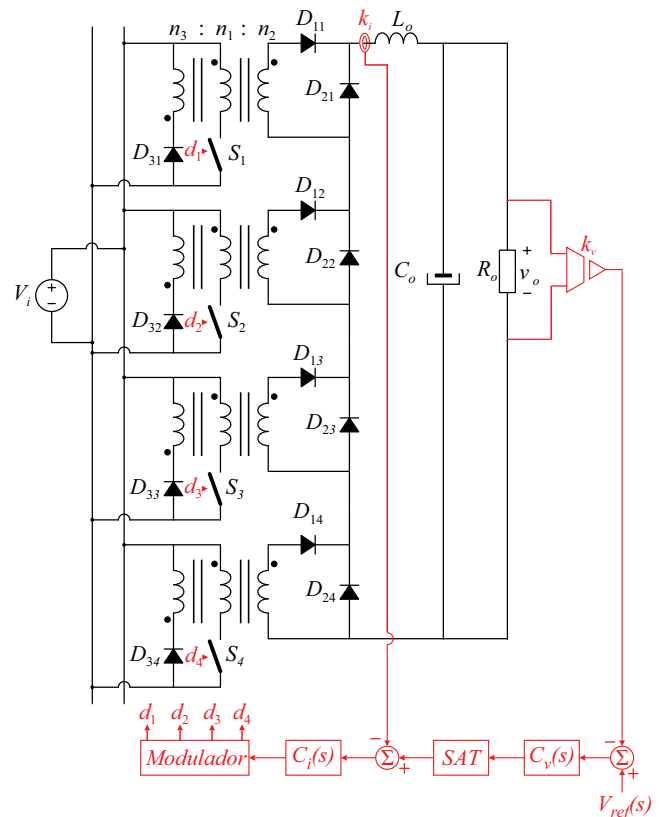 n₃ : n₁ : n₂
D₁₁
kᵢ
Lₒ
D₂₁
D₃₁
d₁
S₁
D₁₂
D₂₂
Vᵢ
+
−
Cₒ
Rₒ
+
vₒ
−
kᵥ
D₃₂
d₂
S₂
D₁₃
D₂₃
D₃₃
d₃
S₃
D₁₄
D₂₄
D₃₄
d₄
S₄
d₁ d₂ d₃ d₄
Modulador
Cᵢ(s)
−
Σ
+
SAT
Cᵥ(s)
−
Σ
+
V_ref(s)